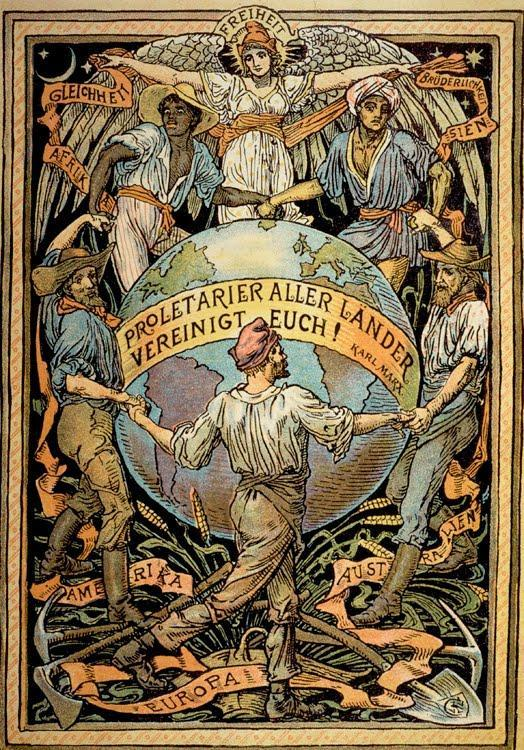 FREIHEIT
GLEICHHEIT
BRÜDERLICHKEIT
AFRIKA
ASIEN
PROLETARIER ALLER LÄNDER
VEREINIGT EUCH!
KARL MARX
AMERIKA
AUSTRALIEN
EUROPA